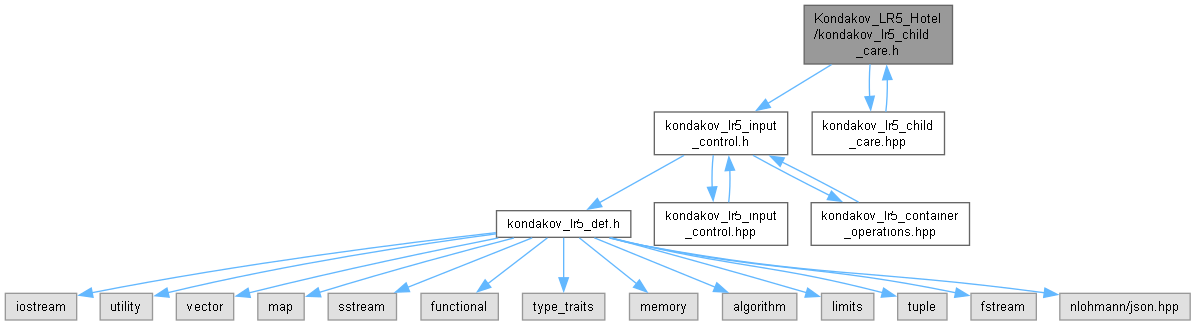 Kondakov_LR5_Hotel
/kondakov_lr5_child
_care.h
kondakov_lr5_input
_control.h
kondakov_lr5_child
_care.hpp
kondakov_lr5_def.h
kondakov_lr5_input
_control.hpp
kondakov_lr5_container
_operations.hpp
iostream
utility
vector
map
sstream
functional
type_traits
memory
algorithm
limits
tuple
fstream
nlohmann/json.hpp